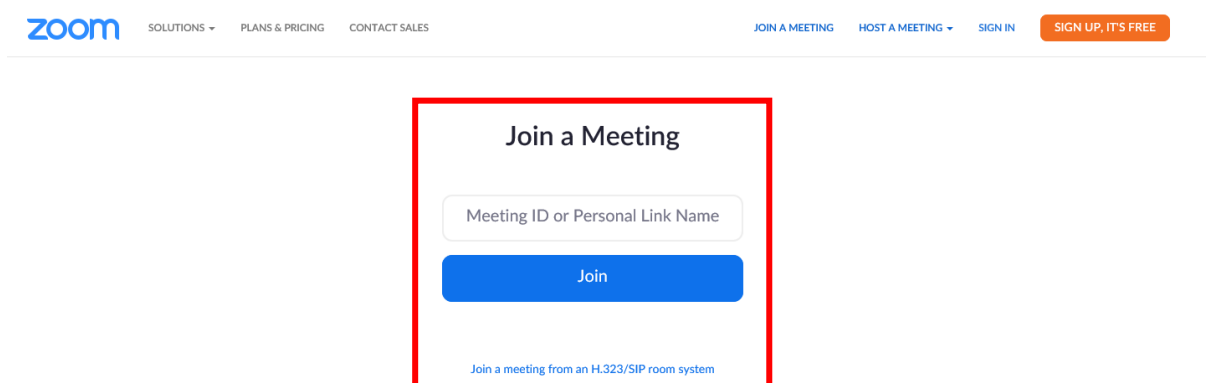 zoom SOLUTIONS PLANS & PRICING CONTACT SALES JOIN A MEETING HOST A MEETING SIGN IN SIGN UP, IT'S FREE
Join a Meeting
Meeting ID or Personal Link Name
Join
Join a meeting from an H.323/SIP room system